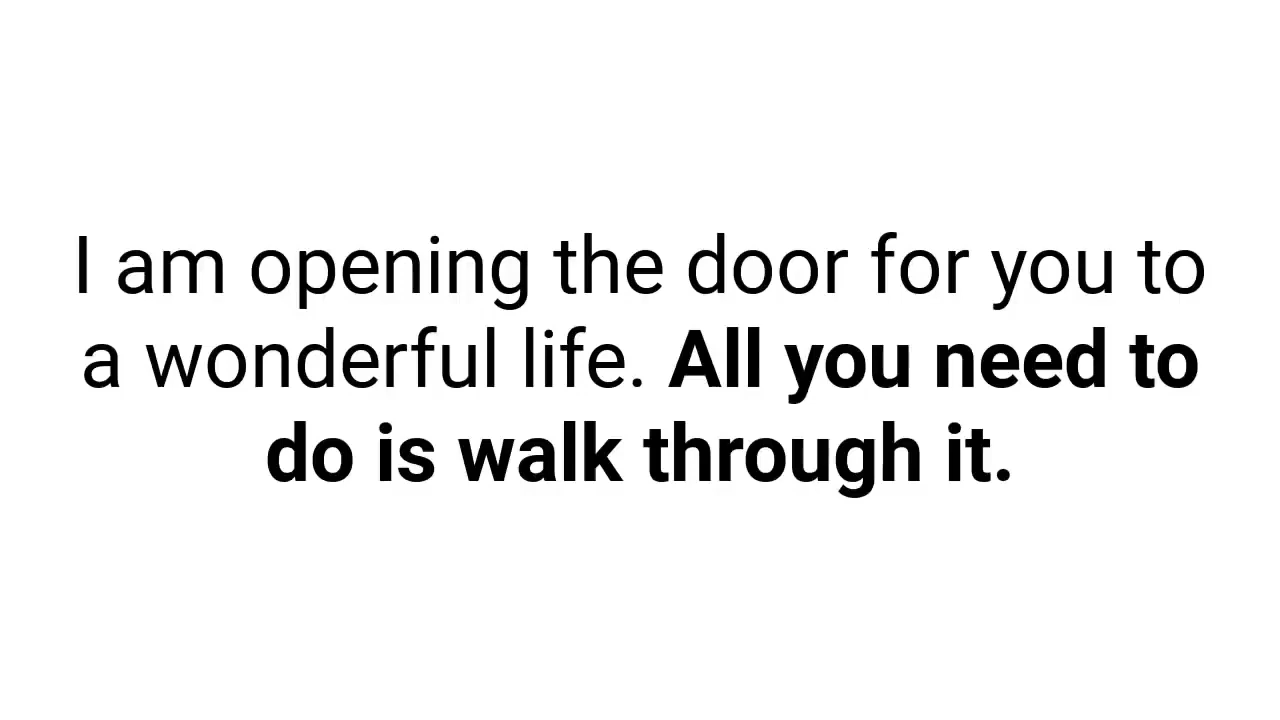 I am opening the door for you to
a wonderful life. All you need to
do is walk through it.